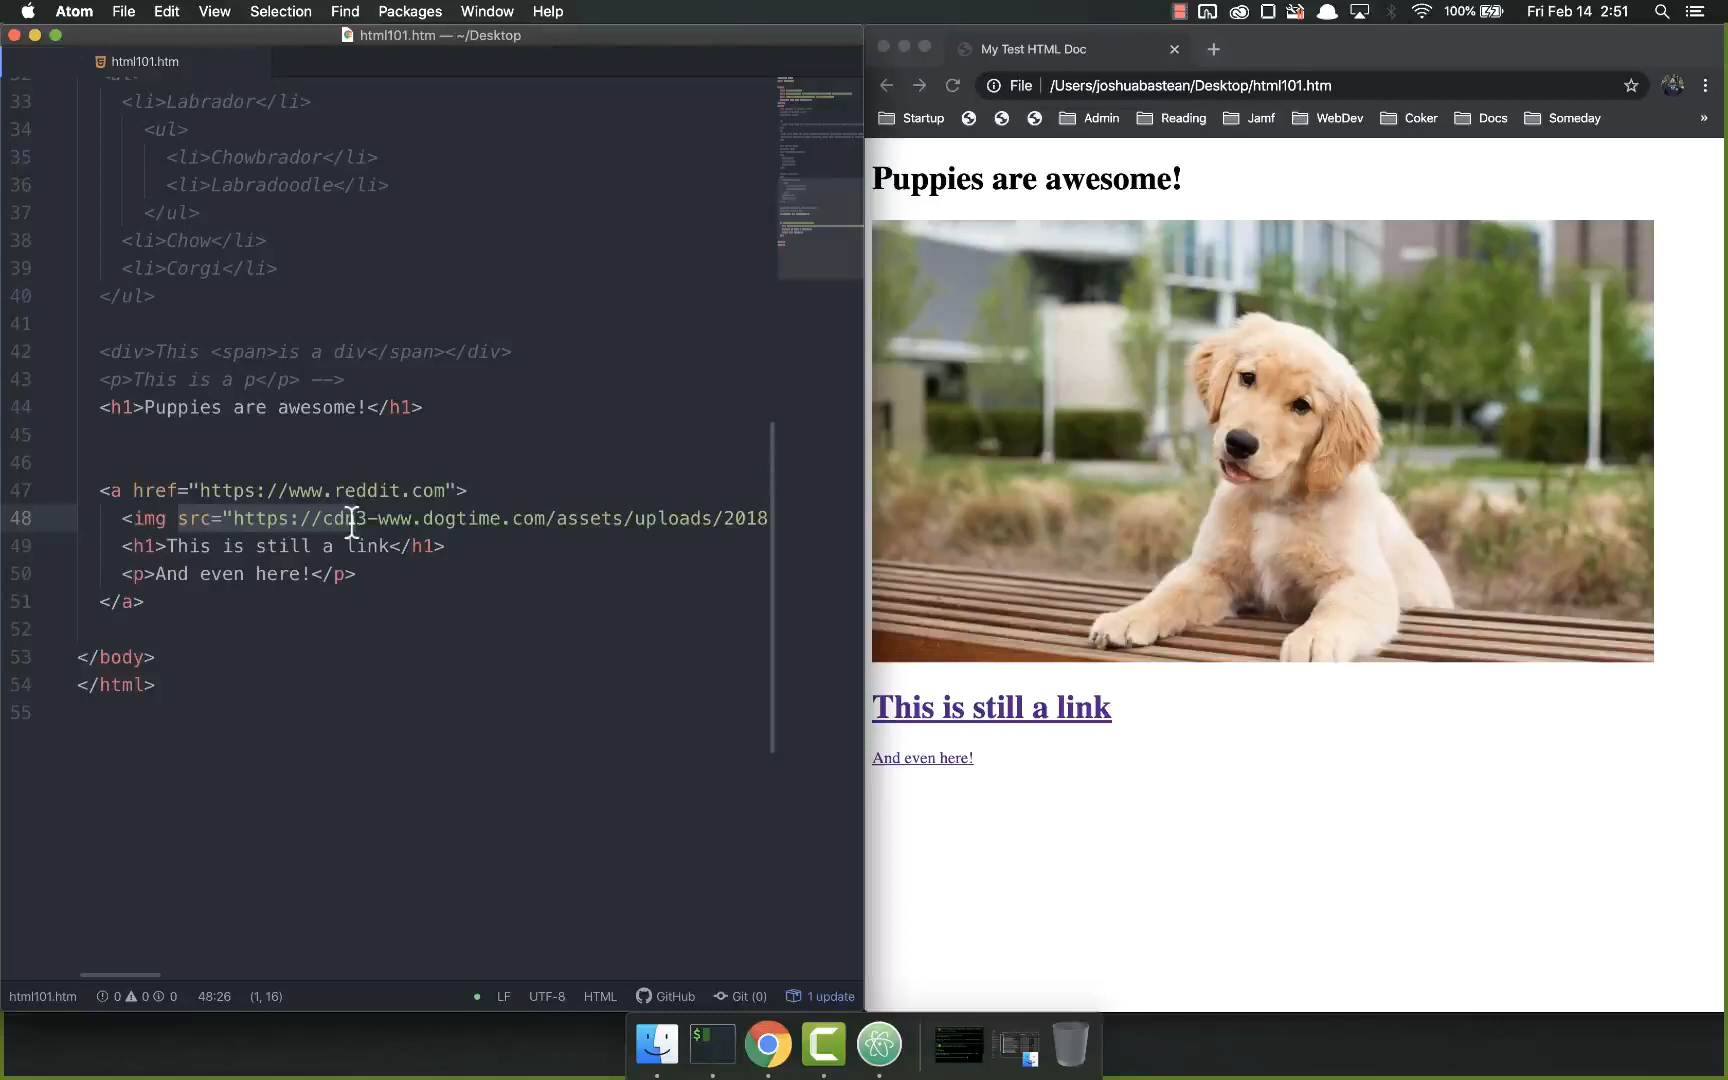 Atom File Edit View Selection Find Packages Window Help 100% Fri Feb 14 2:51
html101.htm — ~/Desktop
html101.htm
33 <li>Labrador</li>
34 <ul>
35 <li>Chowbrador</li>
36 <li>Labradoodle</li>
37 </ul>
38 <li>Chow</li>
39 <li>Corgi</li>
40 </ul>
41
42 <div>This <span>is a div</span></div>
43 <p>This is a p</p> -->
44 <h1>Puppies are awesome!</h1>
45
46
47 <a href="https://www.reddit.com">
48 <img src="https://cdn3-www.dogtime.com/assets/uploads/2018
49 <h1>This is still a link</h1>
50 <p>And even here!</p>
51 </a>
52
53 </body>
54 </html>
55
html101.htm 0 0 0 48:26 (1, 16) LF UTF-8 HTML GitHub Git (0) 1 update
My Test HTML Doc
File /Users/joshuabastean/Desktop/html101.htm
Startup Admin Reading Jamf WebDev Coker Docs Someday »
Puppies are awesome!
This is still a link
And even here!